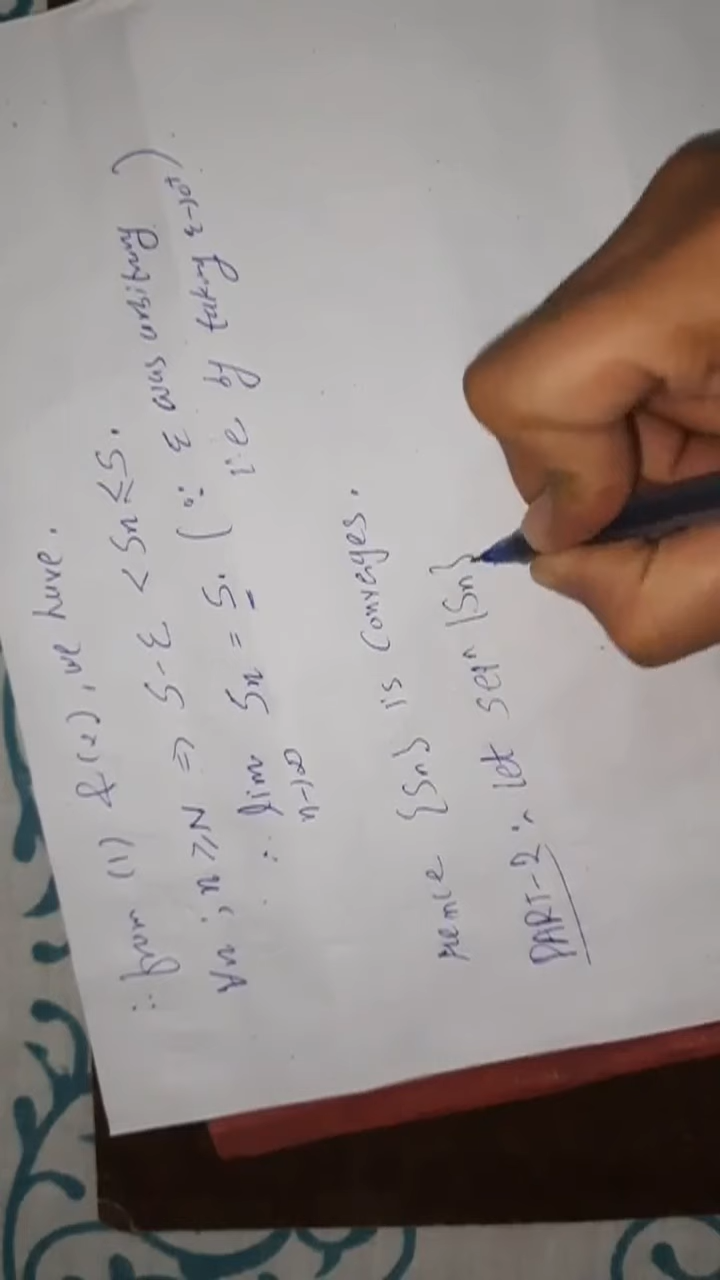 ∴ from (1) & (2), we have.
∀n ; n ≥ N ⇒ S-ε < Sn ≤ S.
∴ lim n→∞ Sn = S. (∵ ε was arbitrary )
i.e. by taking ε→0⁺).
Hence {Sn} is Converges.
PART-2 :. let seqn {Sn}